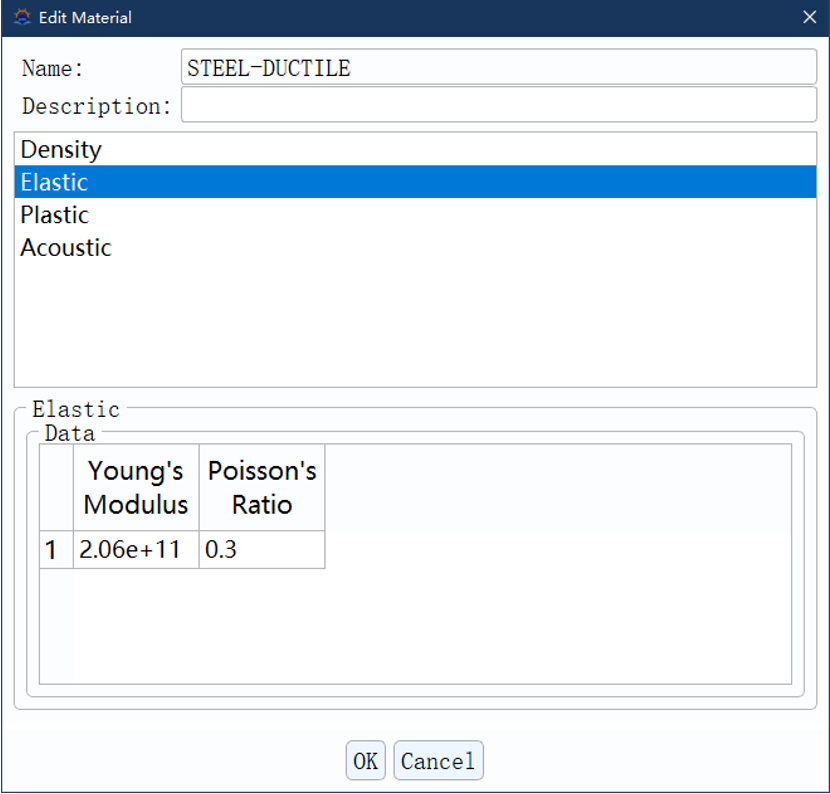 Edit Material
Name: STEEL-DUCTILE
Description:
Density
Elastic
Plastic
Acoustic
Elastic
Data
Young's Modulus Poisson's Ratio
1 2.06e+11 0.3
OK Cancel